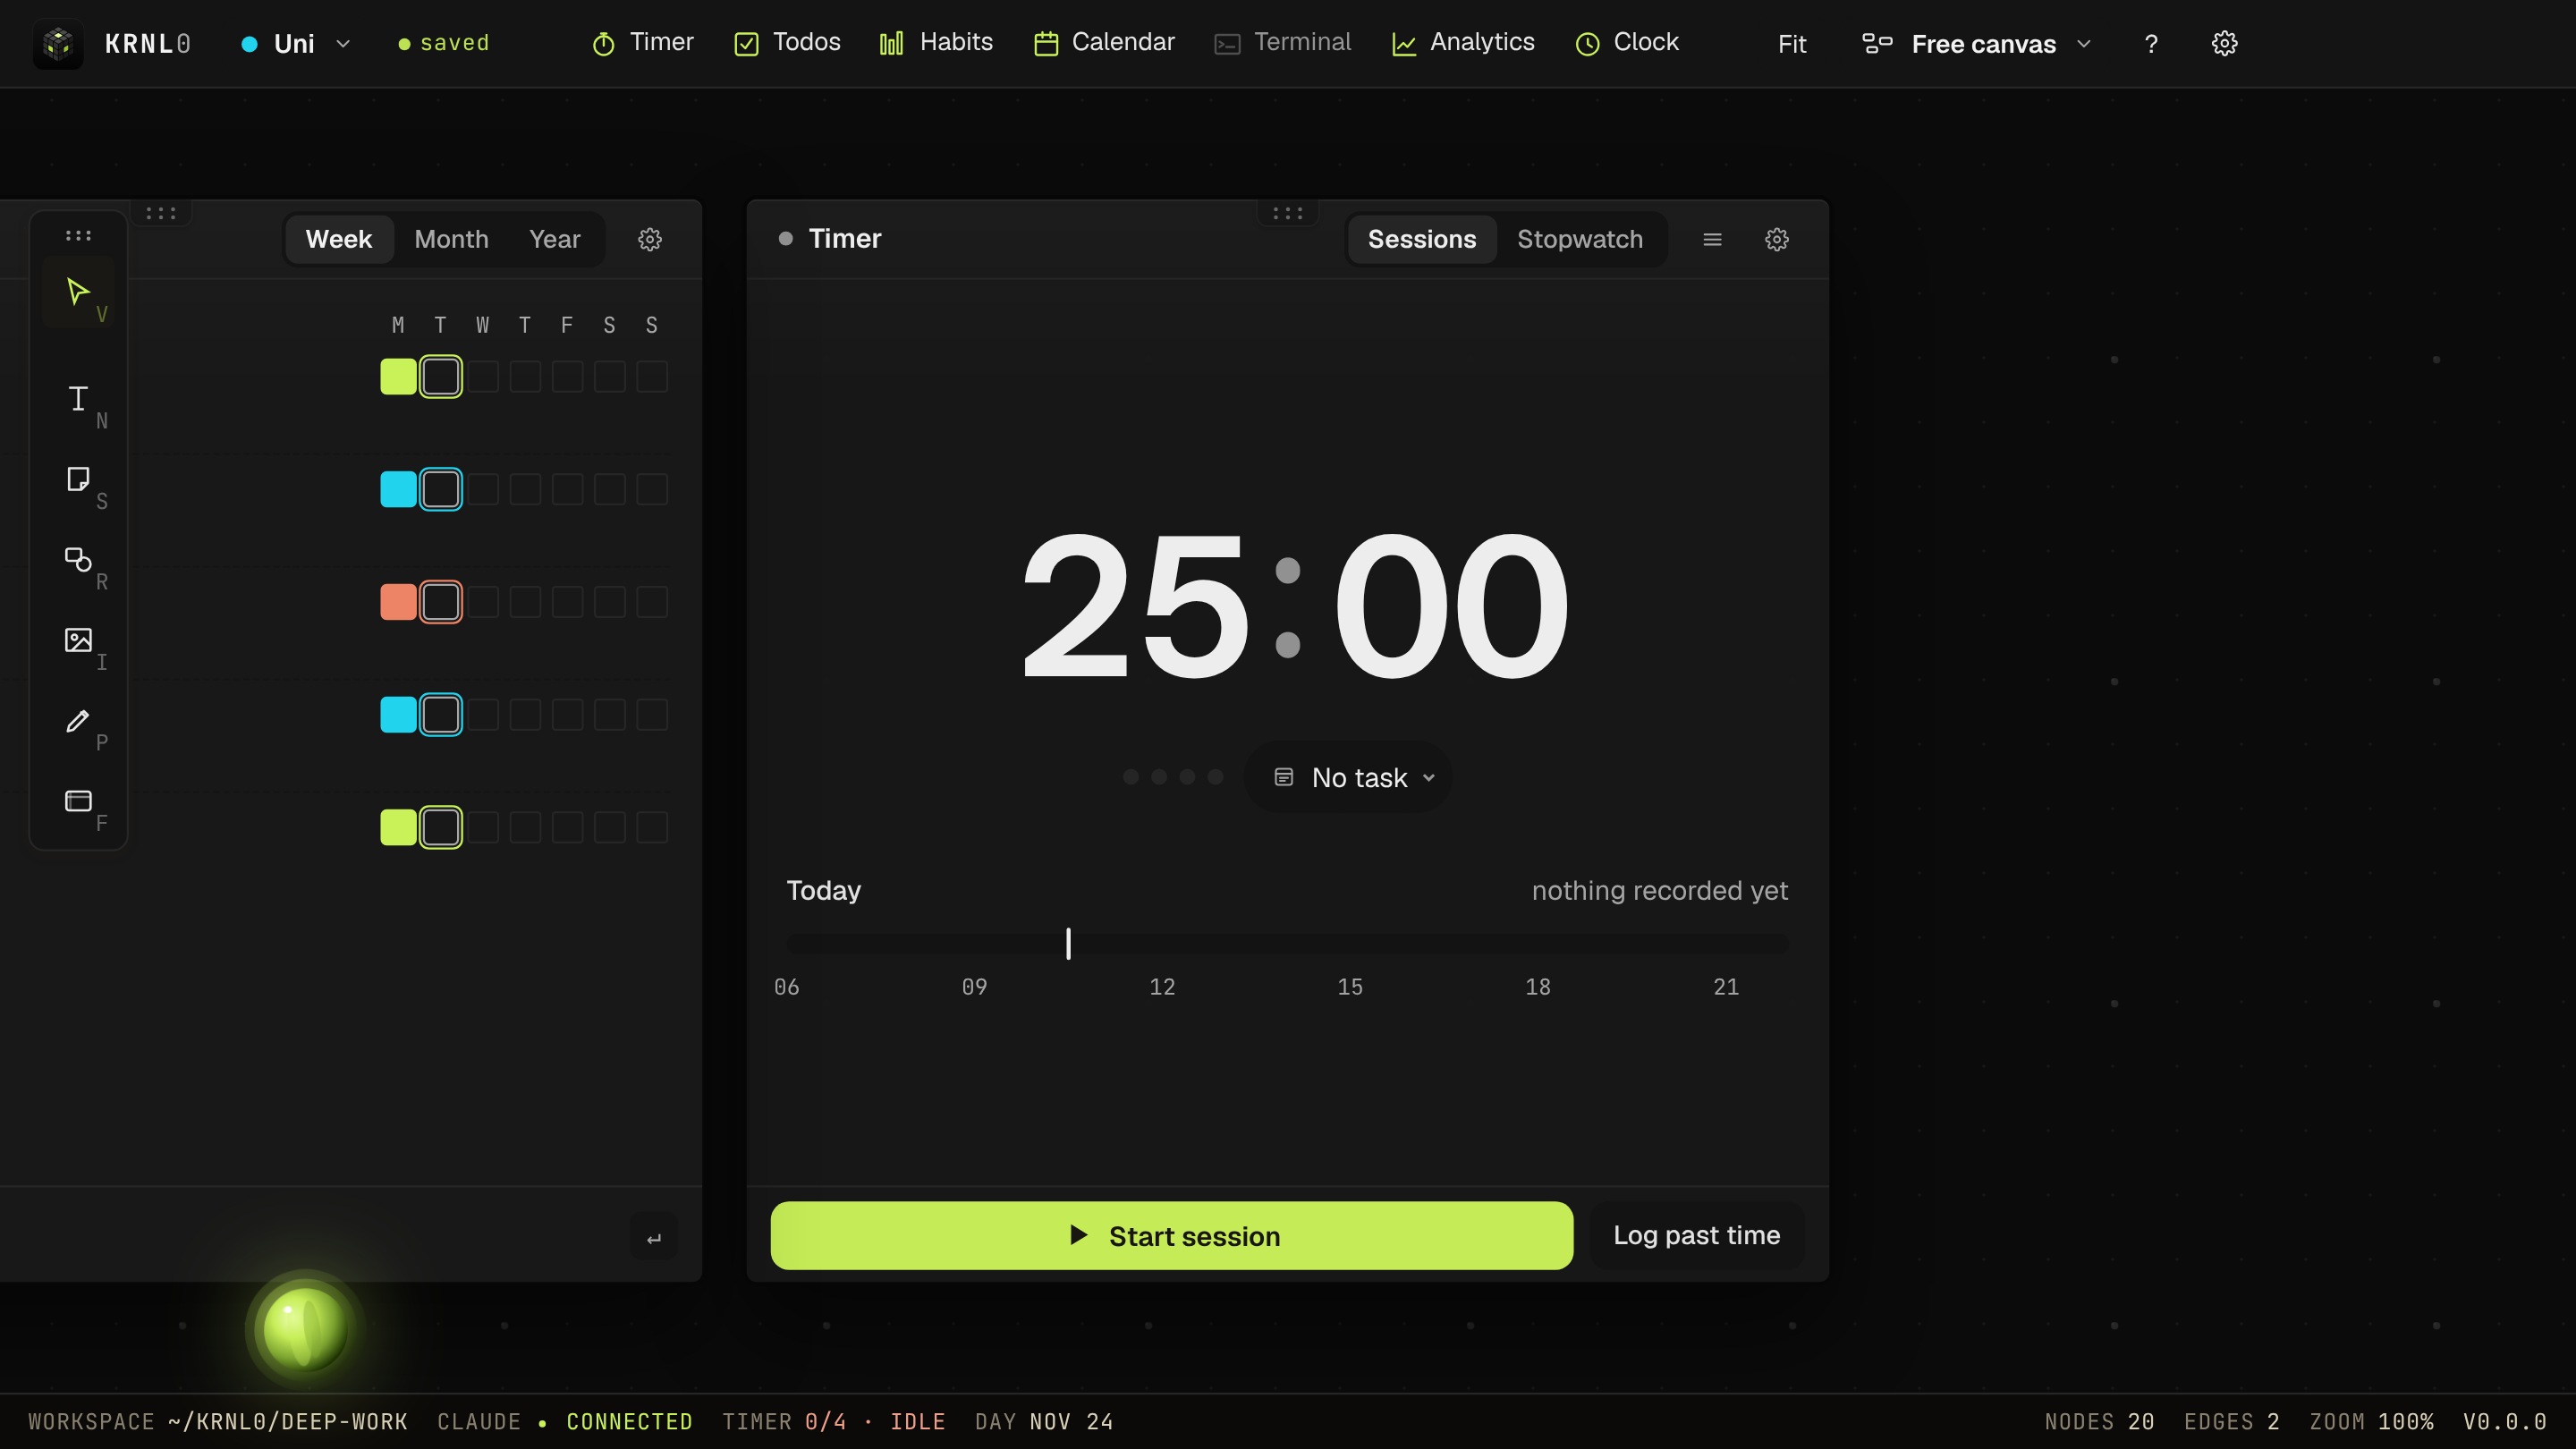 KRNL0 Uni saved Timer Todos Habits Calendar Terminal Analytics Clock Fit Free canvas ?
Week Month Year
Timer Sessions Stopwatch
V
M T W T F S S
N
S
R
I
P
F
25:00
No task
Today nothing recorded yet
06 09 12 15 18 21
Start session Log past time
WORKSPACE ~/KRNL0/DEEP-WORK CLAUDE • CONNECTED TIMER 0/4 · IDLE DAY NOV 24 NODES 20 EDGES 2 ZOOM 100% V0.0.0